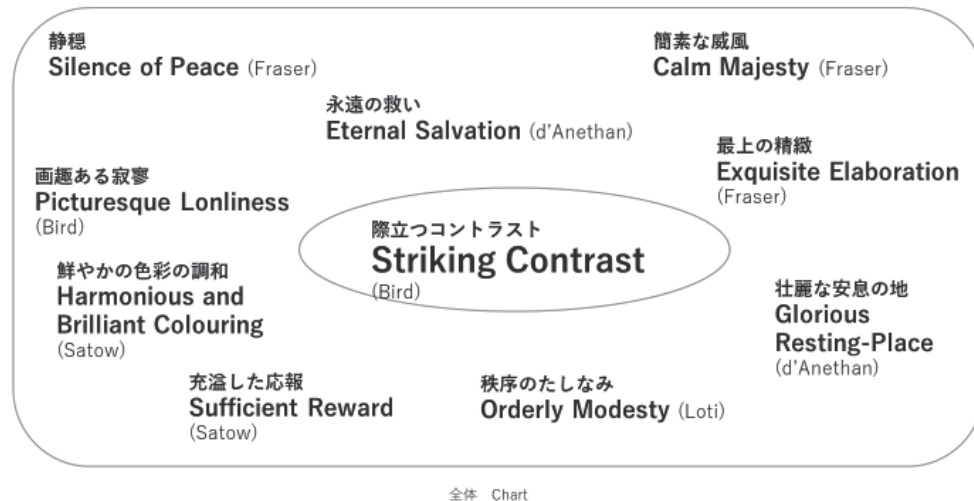 静穏
Silence of Peace (Fraser)
簡素な威風
Calm Majesty (Fraser)
永遠の救い
Eternal Salvation (d'Anethan)
最上の精緻
Exquisite Elaboration
(Fraser)
画趣ある寂寥
Picturesque Lonliness
(Bird)
際立つコントラスト
Striking Contrast
(Bird)
鮮やかの色彩の調和
Harmonious and
Brilliant Colouring
(Satow)
壮麗な安息の地
Glorious
Resting-Place
(d'Anethan)
充溢した応報
Sufficient Reward
(Satow)
秩序のたしなみ
Orderly Modesty (Loti)
全体 Chart